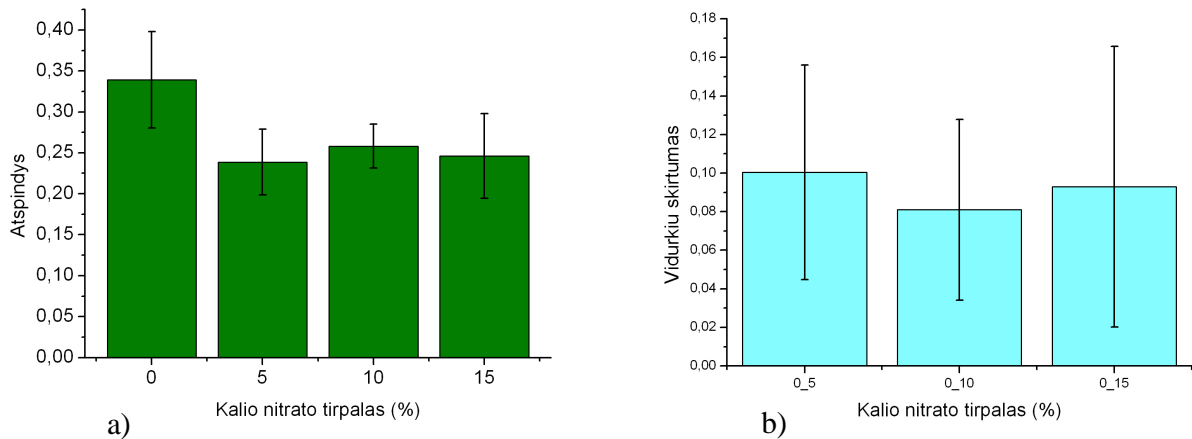 0,40
0,35
0,30
0,25
0,20
0,15
0,10
0,05
0,00
Atspindys
0 5 10 15
Kalio nitrato tirpalas (%)
a)
0,18
0,16
0,14
0,12
0,10
0,08
0,06
0,04
0,02
0,00
Vidurkiu skirtumas
0_5 0_10 0_15
Kalio nitrato tirpalas (%)
b)